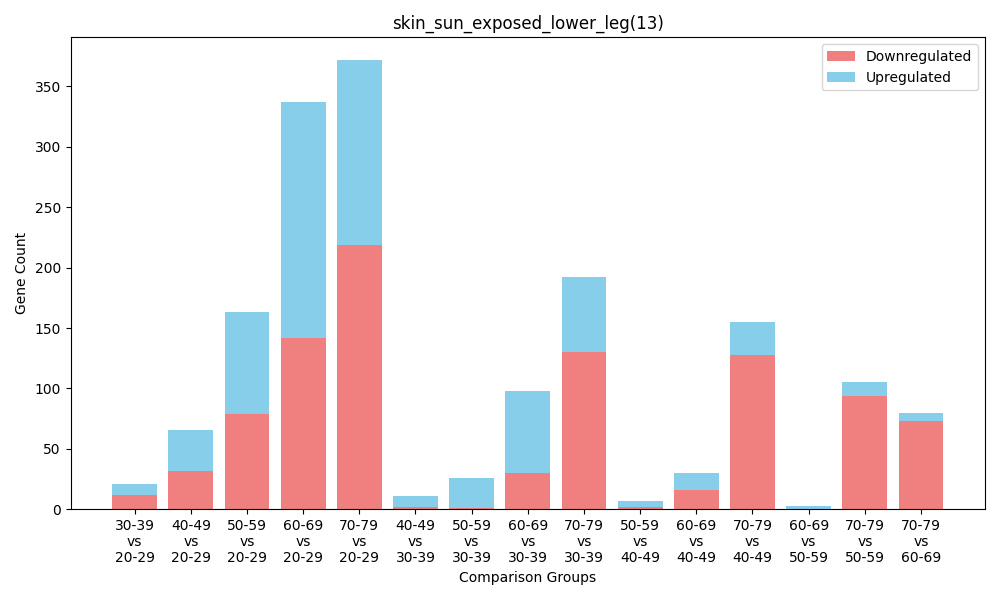 skin_sun_exposed_lower_leg(13)
Downregulated
Upregulated
Gene Count
350
300
250
200
150
100
50
0
30-39
vs
20-29
40-49
vs
20-29
50-59
vs
20-29
60-69
vs
20-29
70-79
vs
20-29
40-49
vs
30-39
50-59
vs
30-39
60-69
vs
30-39
70-79
vs
30-39
50-59
vs
40-49
60-69
vs
40-49
70-79
vs
40-49
60-69
vs
50-59
70-79
vs
50-59
70-79
vs
60-69
Comparison Groups